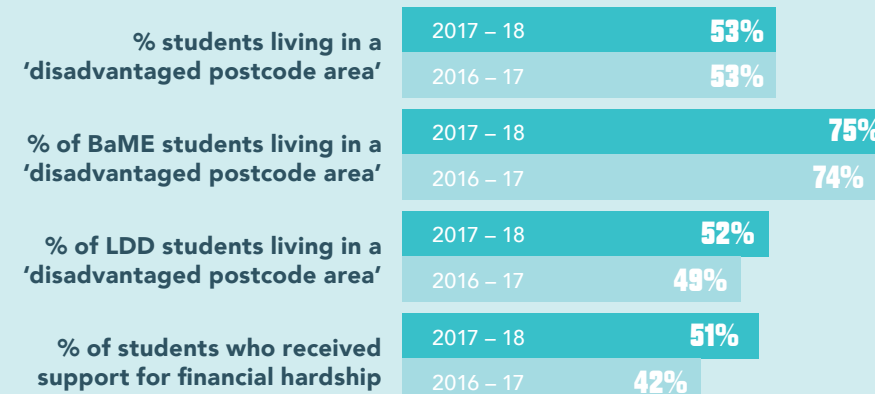 % students living in a
'disadvantaged postcode area'
2017 – 18 53%
2016 – 17 53%
% of BaME students living in a
'disadvantaged postcode area'
2017 – 18 75%
2016 – 17 74%
% of LDD students living in a
'disadvantaged postcode area'
2017 – 18 52%
2016 – 17 49%
% of students who received
support for financial hardship
2017 – 18 51%
2016 – 17 42%